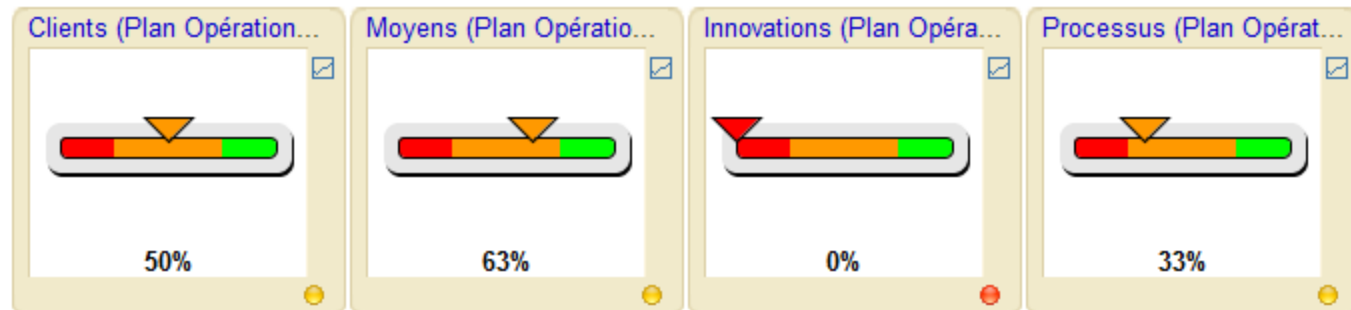 Clients (Plan Opération...
Moyens (Plan Opératio...
Innovations (Plan Opéra...
Processus (Plan Opérat...
50%
63%
0%
33%